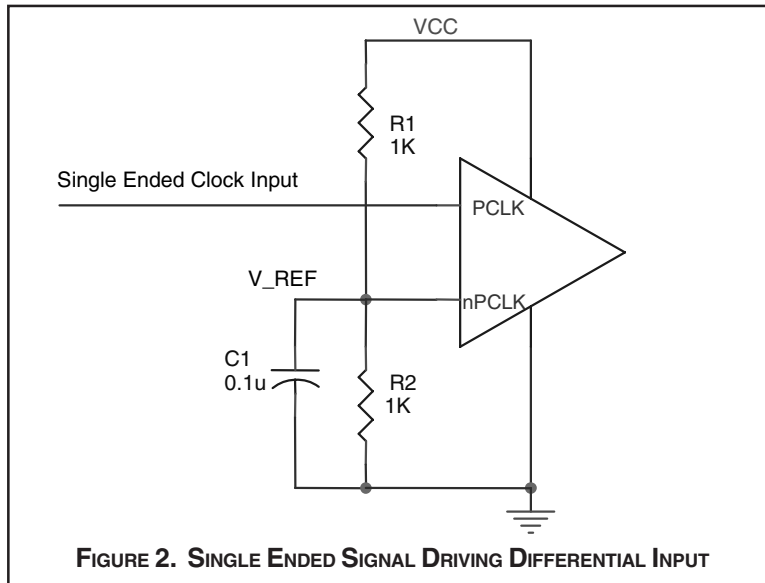 VCC
R1
1K
Single Ended Clock Input
PCLK
V_REF
nPCLK
C1
0.1u
R2
1K
FIGURE 2. SINGLE ENDED SIGNAL DRIVING DIFFERENTIAL INPUT